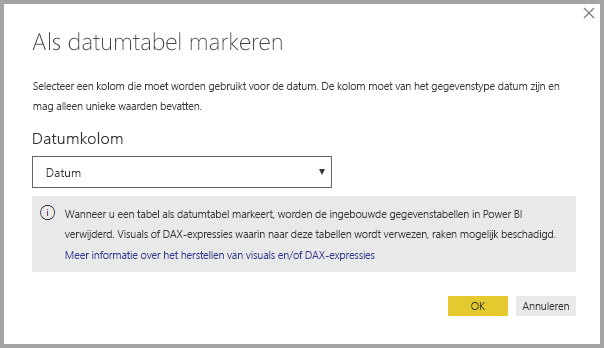 Als datumtabel markeren
Selecteer een kolom die moet worden gebruikt voor de datum. De kolom moet van het gegevenstype datum zijn en
mag alleen unieke waarden bevatten.
Datumkolom
Datum
Wanneer u een tabel als datumtabel markeert, worden de ingebouwde gegevenstabellen in Power BI
verwijderd. Visuals of DAX-expressies waarin naar deze tabellen wordt verwezen, raken mogelijk beschadigd.
Meer informatie over het herstellen van visuals en/of DAX-expressies
OK
Annuleren